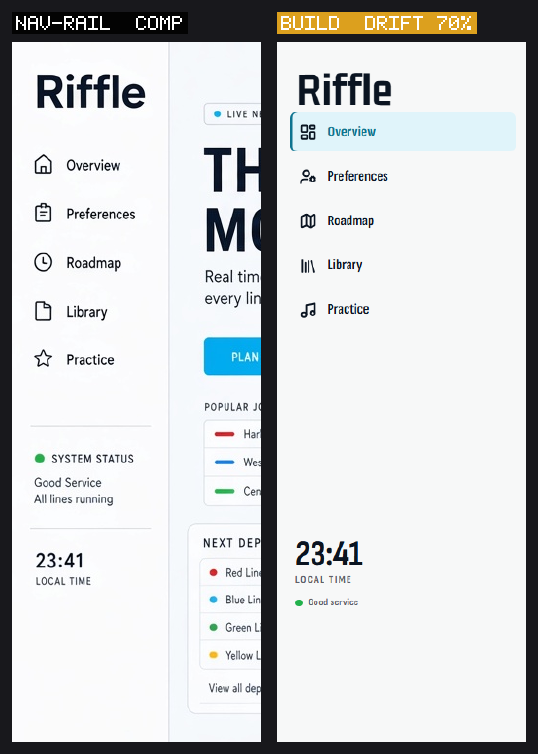 NAV-RAIL COMP
Riffle
Overview
Preferences
Roadmap
Library
Practice
SYSTEM STATUS
Good Service
All lines running
23:41
LOCAL TIME
LIVE NE
TH
MO
Real time
every lin
PLAN
POPULAR JO
Harl
Wes
Cen
NEXT DEP
Red Line
Blue Lin
Green Li
Yellow L
View all dep
BUILD DRIFT 70%
Riffle
Overview
Preferences
Roadmap
Library
Practice
23:41
LOCAL TIME
Good service